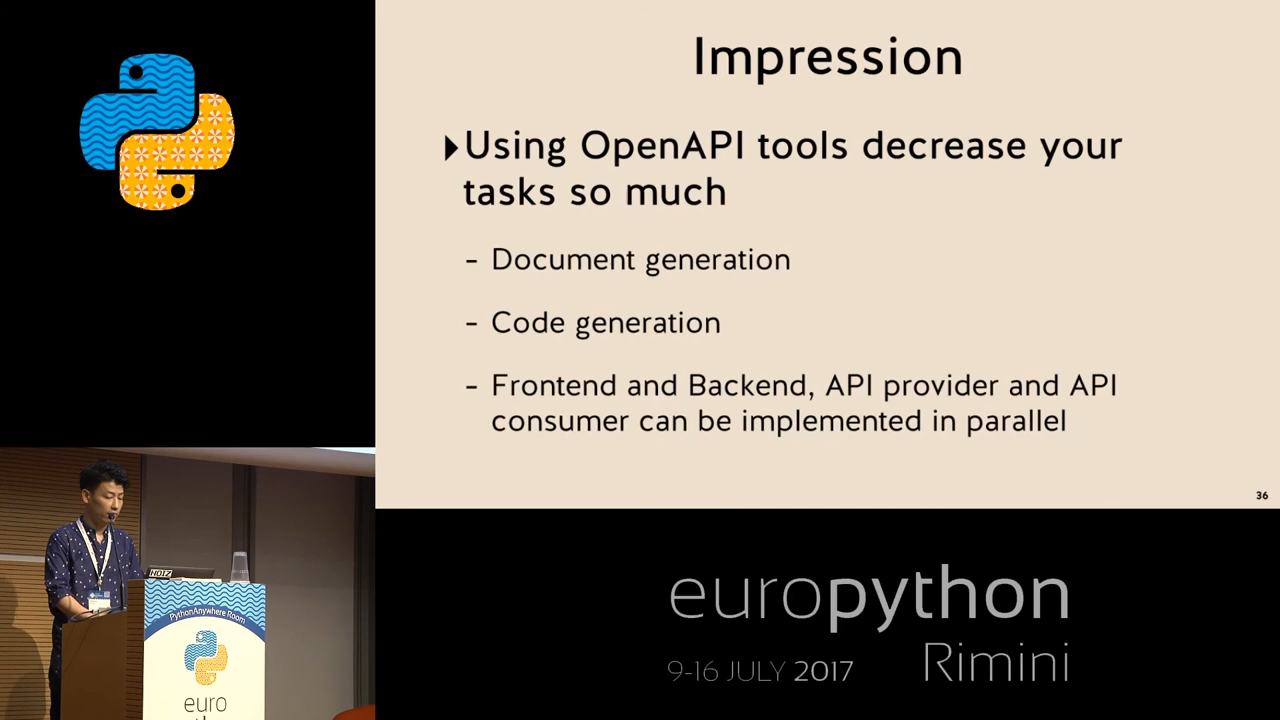 Impression
Using OpenAPI tools decrease your
tasks so much
- Document generation
- Code generation
- Frontend and Backend, API provider and API
consumer can be implemented in parallel
36
NOIZ
PythonAnywhere Room
euro
europython
9-16 JULY 2017
Rimini